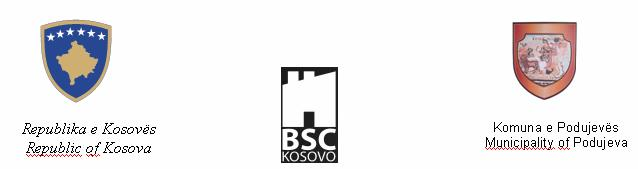 Republika e Kosovës
Republic of Kosova
BSC
KOSOVO
Komuna e Podujevës
Municipality of Podujeva